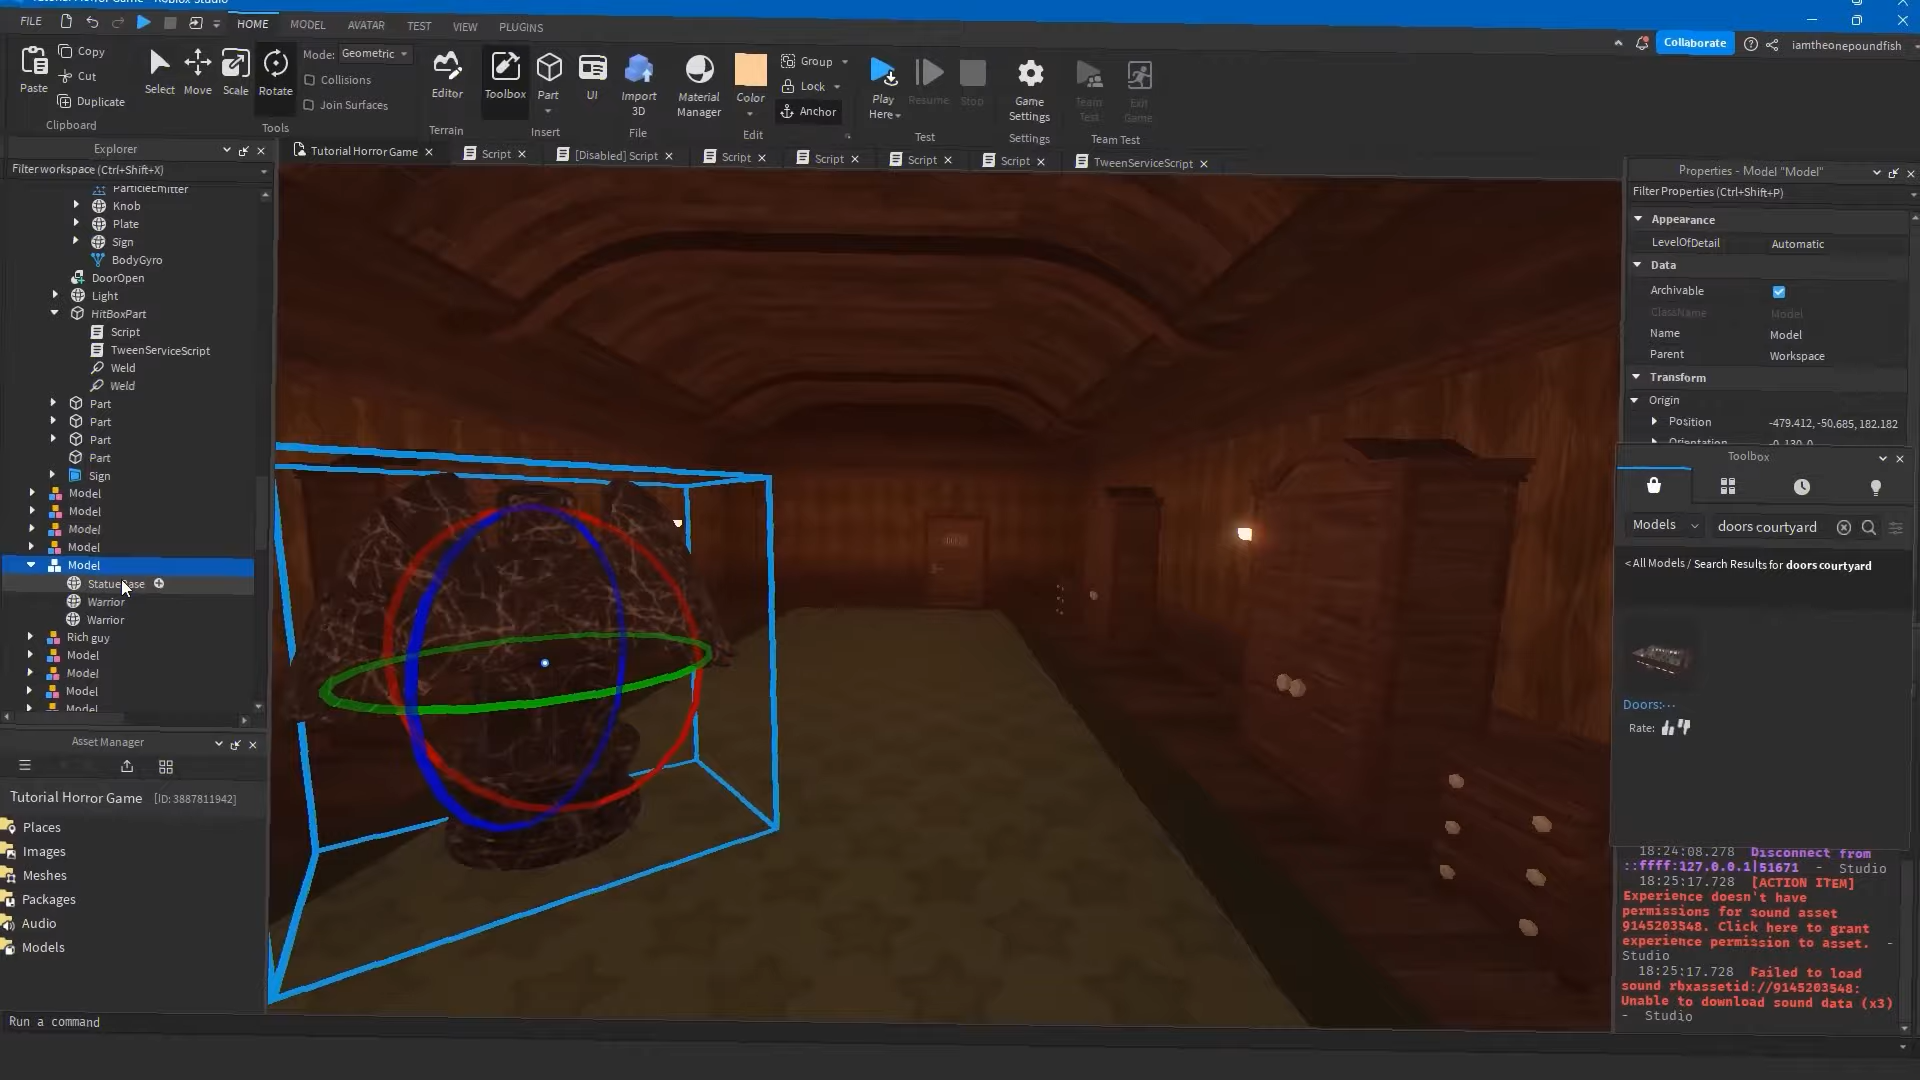 FILE
HOME
MODEL
AVATAR
TEST
VIEW
PLUGINS
Collaborate
iamtheonepoundfish
Paste
Copy
Cut
Duplicate
Clipboard
Select
Move
Scale
Rotate
Mode: Geometric
Collisions
Join Surfaces
Tools
Editor
Terrain
Toolbox
Part
UI
Insert
Import
3D
File
Material
Manager
Color
Group
Lock
Anchor
Edit
Play
Here
Resume
Stop
Test
Game
Settings
Settings
Team
Test
Exit
Game
Team Test
Explorer
Filter workspace (Ctrl+Shift+X)
ParticleEmitter
Knob
Plate
Sign
BodyGyro
DoorOpen
Light
HitBoxPart
Script
TweenServiceScript
Weld
Weld
Part
Part
Part
Part
Sign
Model
Model
Model
Model
Model
Warrior
Warrior
Rich guy
Model
Model
Model
Model
Asset Manager
Tutorial Horror Game [ID: 3887811942]
Places
Images
Meshes
Packages
Audio
Models
Run a command
Tutorial Horror Game
Script
[Disabled] Script
Script
Script
Script
Script
TweenServiceScript
Properties - Model "Model"
Filter Properties (Ctrl+Shift+P)
Appearance
LevelOfDetail Automatic
Data
Archivable
ClassName Model
Name Model
Parent Workspace
Transform
Origin
Position -479.412, -50.685, 182.182
Orientation -0, 130, 0
Toolbox
Models
doors courtyard
< All Models / Search Results for doors courtyard
Doors:...
Rate:
18:24:08.278 Disconnect from
::ffff:127.0.0.1|51671 - Studio
18:25:17.728 [ACTION ITEM]
Experience doesn't have
permissions for sound asset
9145203548. Click here to grant
experience permission to asset. -
Studio
18:25:17.728 Failed to load
sound rbxassetid://9145203548:
Unable to download sound data (x3)
- Studio